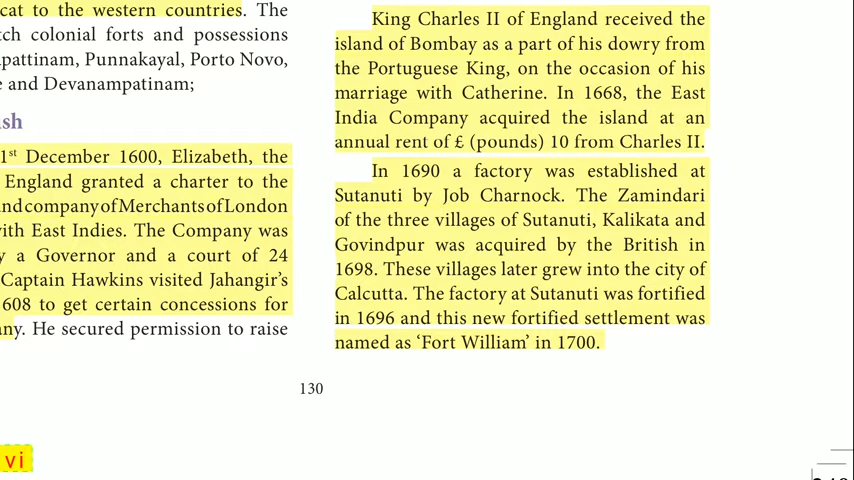 cat to the western countries. The
tch colonial forts and possessions
apattinam, Punnakayal, Porto Novo,
e and Devanampatinam;
ish
1st December 1600, Elizabeth, the
England granted a charter to the
and company of Merchants of London
with East Indies. The Company was
y a Governor and a court of 24
Captain Hawkins visited Jahangir's
608 to get certain concessions for
any. He secured permission to raise
King Charles II of England received the
island of Bombay as a part of his dowry from
the Portuguese King, on the occasion of his
marriage with Catherine. In 1668, the East
India Company acquired the island at an
annual rent of £ (pounds) 10 from Charles II.
In 1690 a factory was established at
Sutanuti by Job Charnock. The Zamindari
of the three villages of Sutanuti, Kalikata and
Govindpur was acquired by the British in
1698. These villages later grew into the city of
Calcutta. The factory at Sutanuti was fortified
in 1696 and this new fortified settlement was
named as ‘Fort William’ in 1700.
130
vi